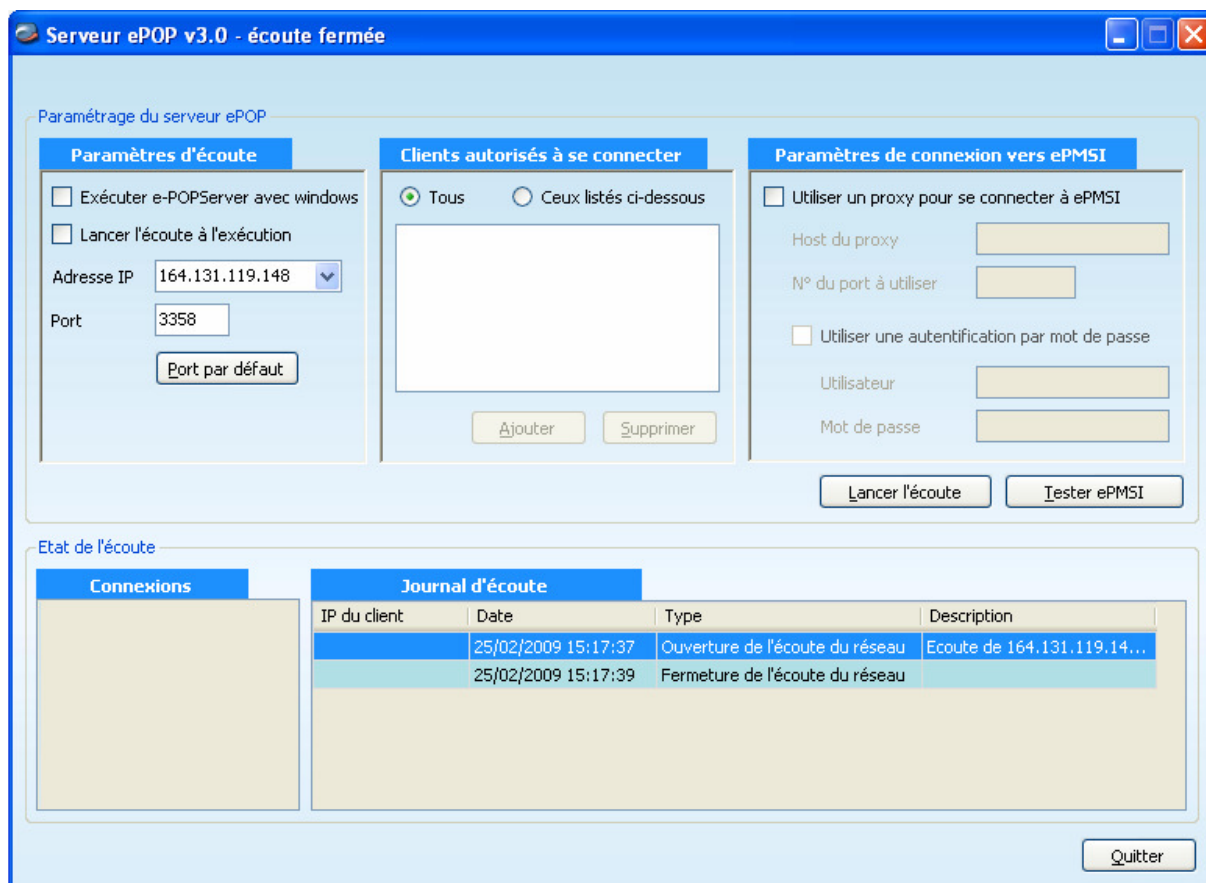 Serveur ePOP v3.0 - écoute fermée
Paramétrage du serveur ePOP
Paramètres d'écoute
Exécuter e-POPServer avec windows
Lancer l'écoute à l'exécution
Adresse IP 164.131.119.148
Port 3358
Port par défaut
Clients autorisés à se connecter
Tous Ceux listés ci-dessous
Ajouter Supprimer
Paramètres de connexion vers ePMSI
Utiliser un proxy pour se connecter à ePMSI
Host du proxy
N° du port à utiliser
Utiliser une autentification par mot de passe
Utilisateur
Mot de passe
Lancer l'écoute Tester ePMSI
Etat de l'écoute
Connexions
Journal d'écoute
IP du client Date Type Description
25/02/2009 15:17:37 Ouverture de l'écoute du réseau Ecoute de 164.131.119.14...
25/02/2009 15:17:39 Fermeture de l'écoute du réseau
Quitter